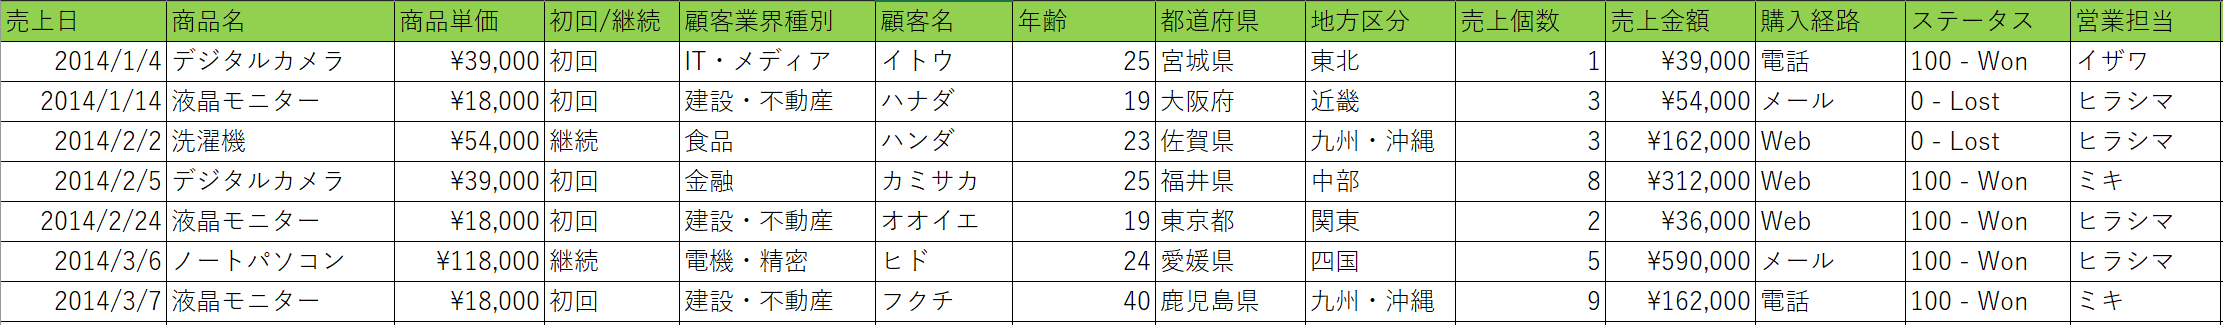 売上日 商品名 商品単価 初回/継続 顧客業界種別 顧客名 年齢 都道府県 地方区分 売上個数 売上金額 購入経路 ステータス 営業担当
2014/1/4 デジタルカメラ ¥39,000 初回 IT・メディア イトウ 25 宮城県 東北 1 ¥39,000 電話 100 - Won イザワ
2014/1/14 液晶モニター ¥18,000 初回 建設・不動産 ハナダ 19 大阪府 近畿 3 ¥54,000 メール 0 - Lost ヒラシマ
2014/2/2 洗濯機 ¥54,000 継続 食品 ハンダ 23 佐賀県 九州・沖縄 3 ¥162,000 Web 0 - Lost ヒラシマ
2014/2/5 デジタルカメラ ¥39,000 初回 金融 カミサカ 25 福井県 中部 8 ¥312,000 Web 100 - Won ミキ
2014/2/24 液晶モニター ¥18,000 初回 建設・不動産 オオイエ 19 東京都 関東 2 ¥36,000 Web 100 - Won ヒラシマ
2014/3/6 ノートパソコン ¥118,000 継続 電機・精密 ヒド 24 愛媛県 四国 5 ¥590,000 メール 100 - Won ヒラシマ
2014/3/7 液晶モニター ¥18,000 初回 建設・不動産 フクチ 40 鹿児島県 九州・沖縄 9 ¥162,000 電話 100 - Won ミキ